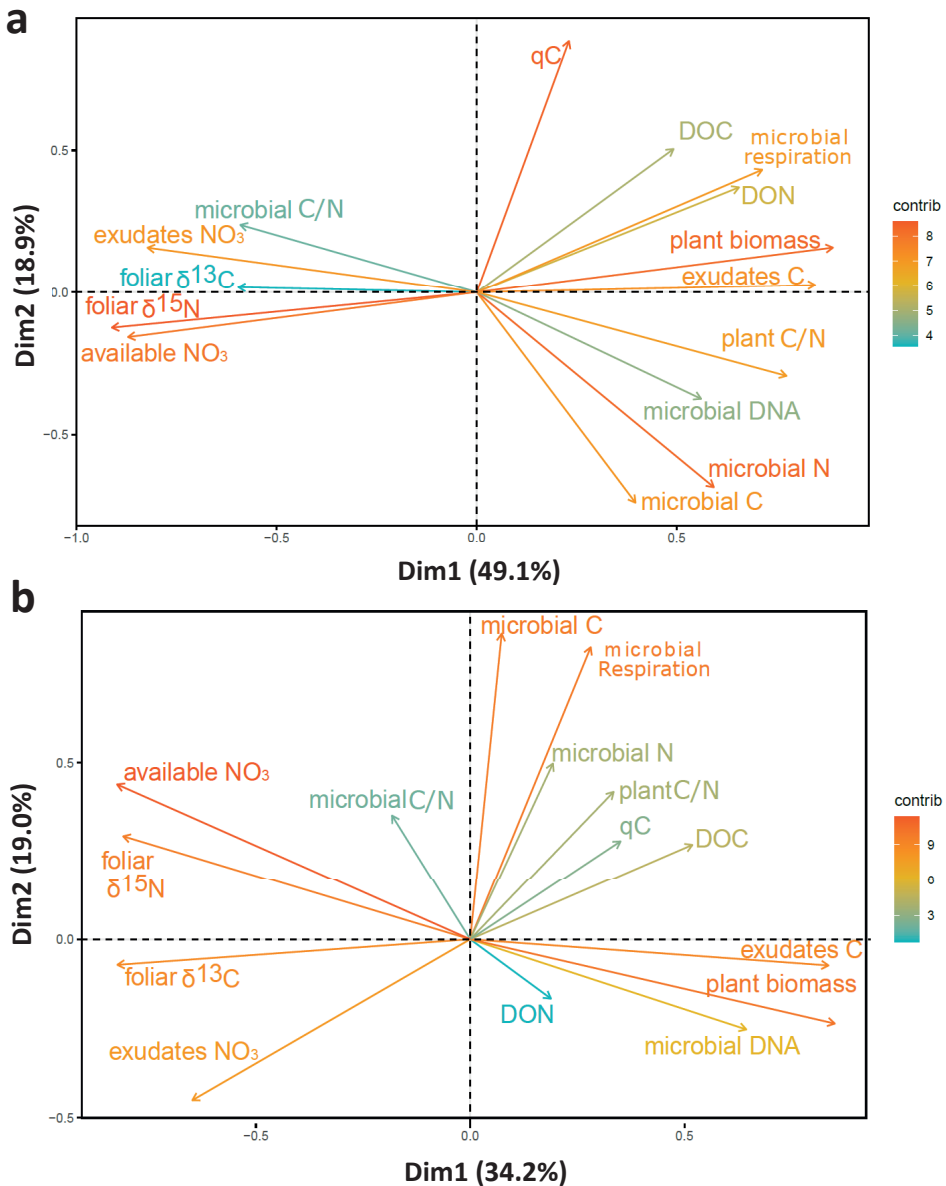 a
qC
DOC
microbial
respiration
DON
microbial C/N
exudates NO₃
plant biomass
foliar δ¹³C
exudates C
foliar δ¹⁵N
available NO₃
plant C/N
microbial DNA
microbial N
microbial C
0.5
0.0
−0.5
−1.0
−0.5
0.0
0.5
Dim1 (49.1%)
Dim2 (18.9%)
contrib
8
7
6
5
4
b
microbial C
microbial
Respiration
microbial N
available NO₃
microbial C/N
plant C/N
qC
DOC
foliar
δ¹⁵N
exudates C
foliar δ¹³C
plant biomass
DON
microbial DNA
exudates NO₃
0.5
0.0
−0.5
−0.5
0.0
0.5
Dim1 (34.2%)
Dim2 (19.0%)
contrib
9
6
3